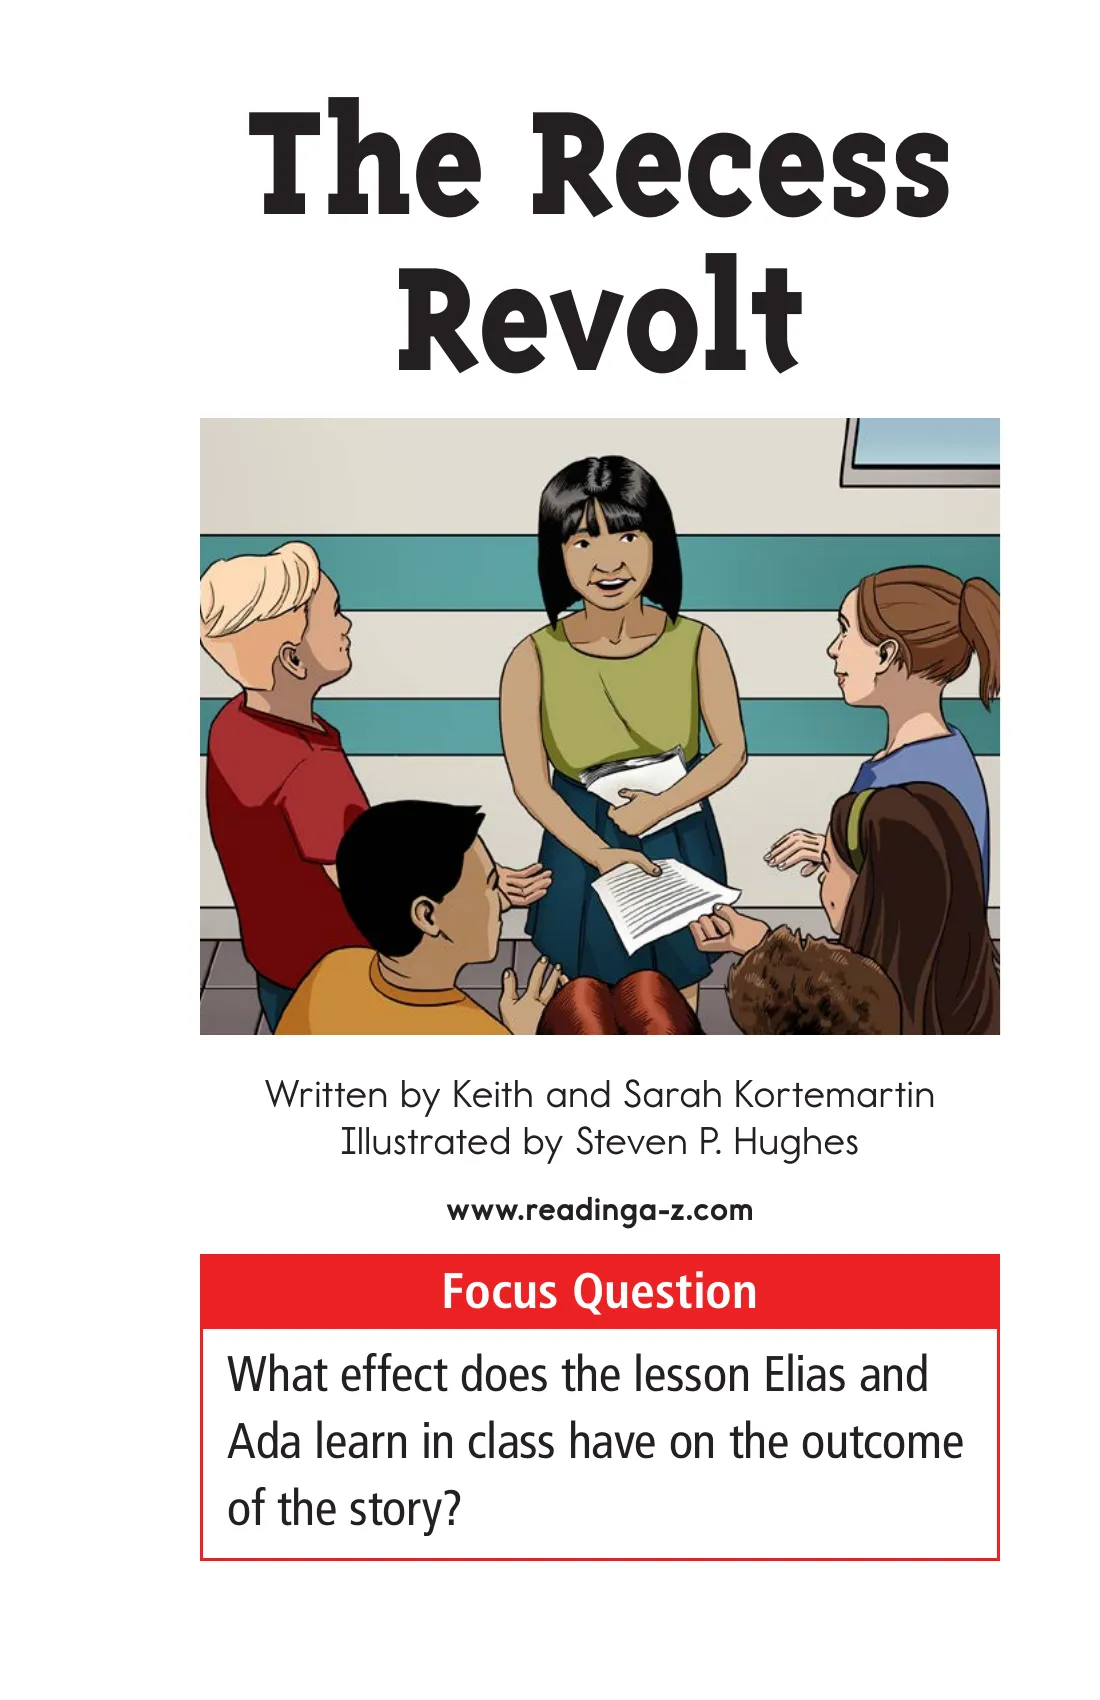 The Recess
Revolt
Written by Keith and Sarah Kortemartin
Illustrated by Steven P. Hughes
www.readinga-z.com
Focus Question
What effect does the lesson Elias and
Ada learn in class have on the outcome
of the story?